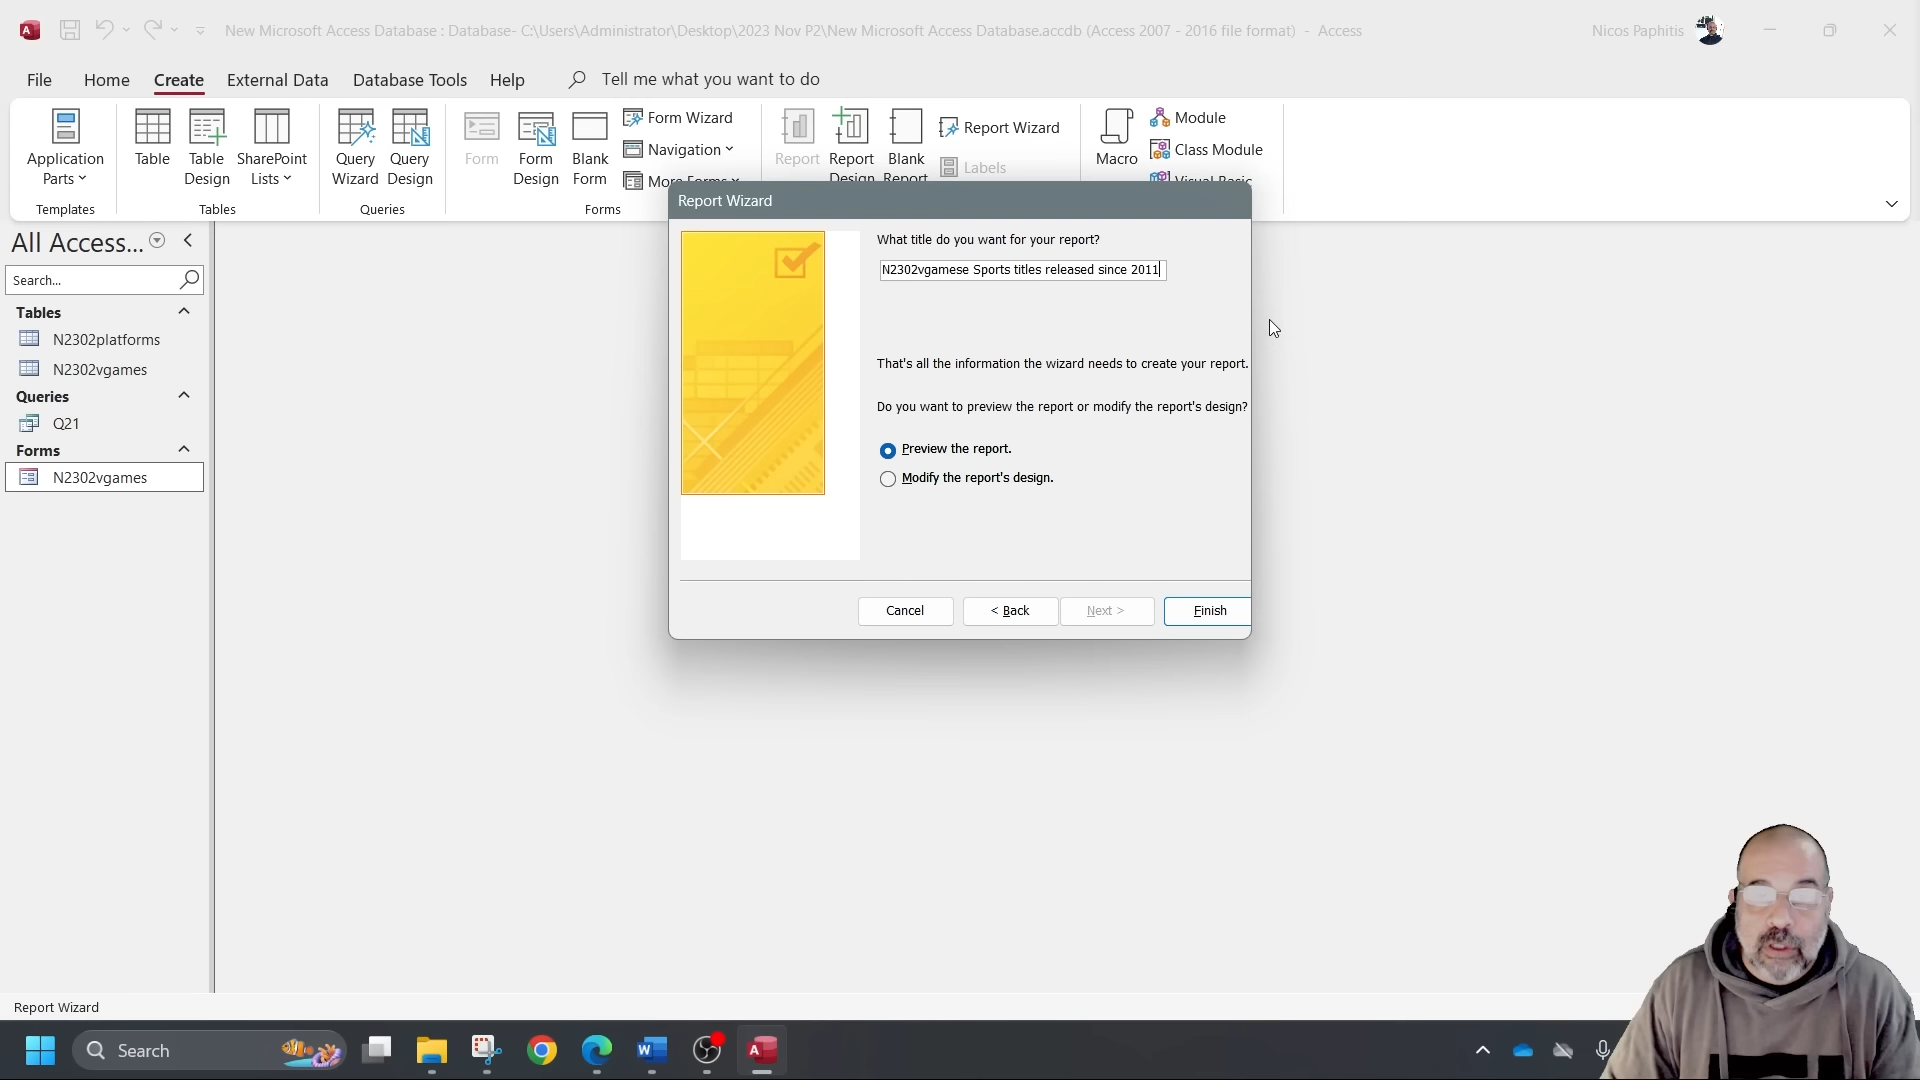 New Microsoft Access Database : Database- C:\Users\Administrator\Desktop\2023 Nov P2\New Microsoft Access Database.accdb (Access 2007 - 2016 file format) - Access
Nicos Paphitis
File Home Create External Data Database Tools Help Tell me what you want to do
Application Parts
Templates
Table
Table Design
SharePoint Lists
Tables
Query Wizard
Query Design
Queries
Form
Form Design
Blank Form
Form Wizard
Navigation
More Forms
Forms
Report
Report Design
Blank Report
Report Wizard
Labels
Macro
Module
Class Module
Visual Basic
All Access...
Search...
Tables
N2302platforms
N2302vgames
Queries
Q21
Forms
N2302vgames
Report Wizard
What title do you want for your report?
N2302vgamese Sports titles released since 2011
That's all the information the wizard needs to create your report.
Do you want to preview the report or modify the report's design?
Preview the report.
Modify the report's design.
Cancel
< Back
Next >
Finish
Report Wizard
Search